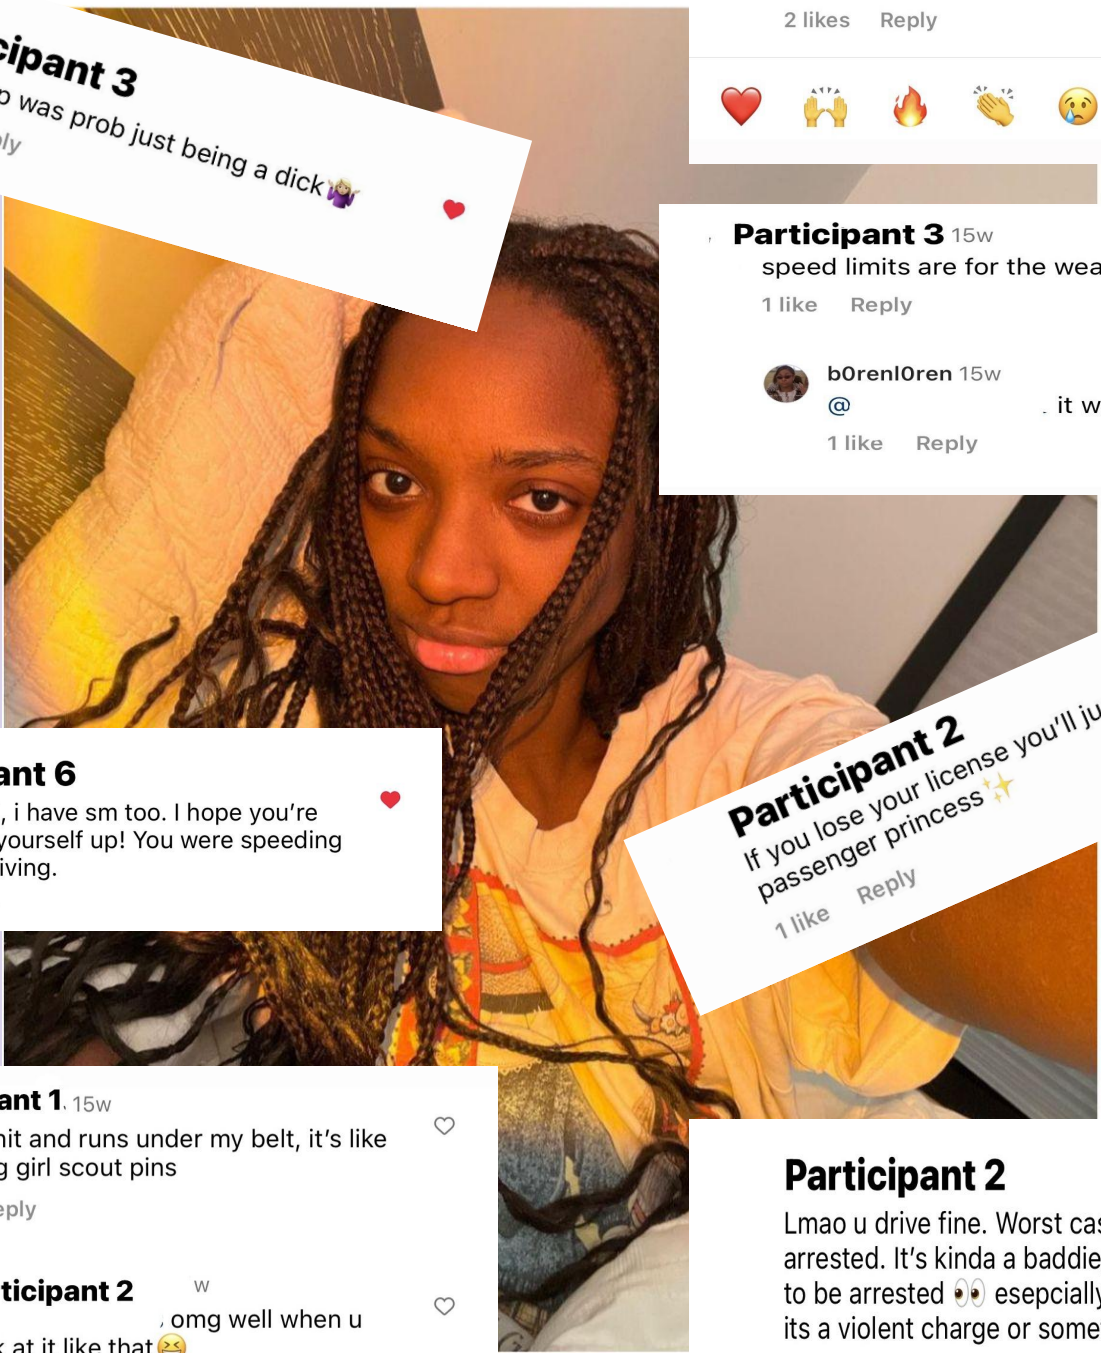 cipant 3
p was prob just being a dick🤷🏼‍♀️
ly
2 likes Reply
❤️ 🙌 🔥 👏 😢
Participant 3 15w
speed limits are for the wea
1 like Reply
b0renl0ren 15w
@ . it w
1 like Reply
ant 6
, i have sm too. I hope you’re
yourself up! You were speeding
iving.
Participant 2
If you lose your license you’ll ju
passenger princess✨
1 like Reply
ant 1 15w
hit and runs under my belt, it’s like
g girl scout pins
eply
ticipant 2 w
, omg well when u
k at it like that😆
Participant 2
Lmao u drive fine. Worst cas
arrested. It’s kinda a baddie
to be arrested 👀 esepcially
its a violent charge or some